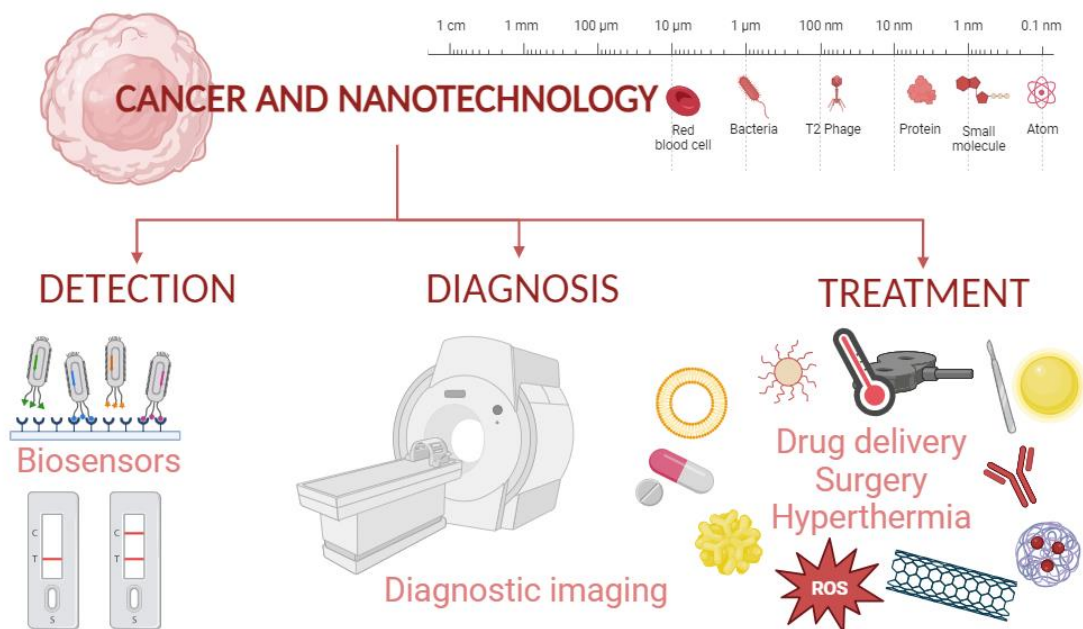 1 cm 1 mm 100 µm 10 µm 1 µm 100 nm 10 nm 1 nm 0.1 nm
CANCER AND NANOTECHNOLOGY
Red
blood cell
Bacteria
T2 Phage
Protein
Small
molecule
Atom
DETECTION
DIAGNOSIS
TREATMENT
Biosensors
C
T
S
C
T
S
Diagnostic imaging
Drug delivery
Surgery
Hyperthermia
ROS